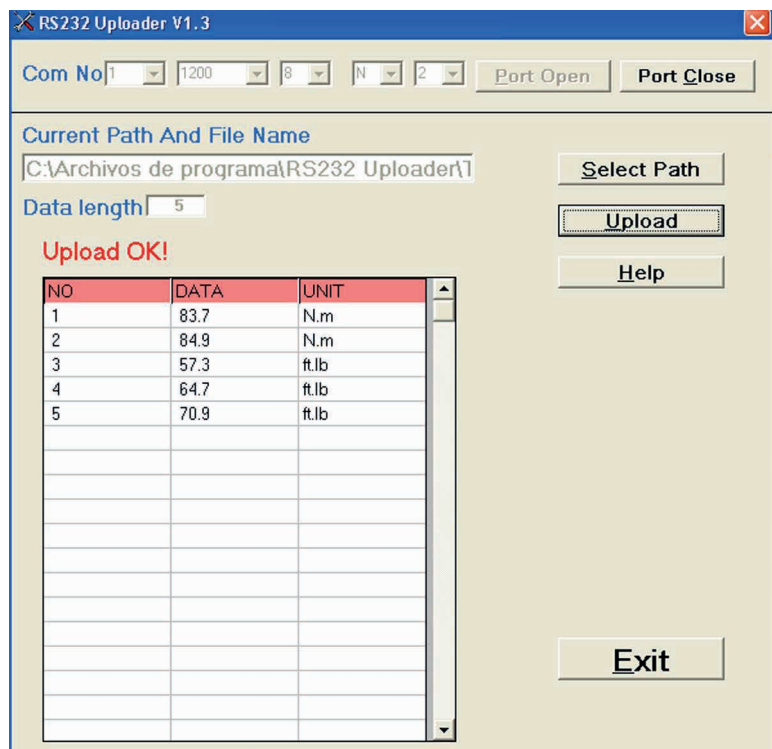 RS232 Uploader V1.3
Com No 1 1200 8 N 2 Port Open Port Close
Current Path And File Name
C:\Archivos de programa\RS232 Uploader\
Select Path
Data length 5
Upload
Upload OK!
Help
NO DATA UNIT
1 83.7 N.m
2 84.9 N.m
3 57.3 ft.lb
4 64.7 ft.lb
5 70.9 ft.lb
Exit